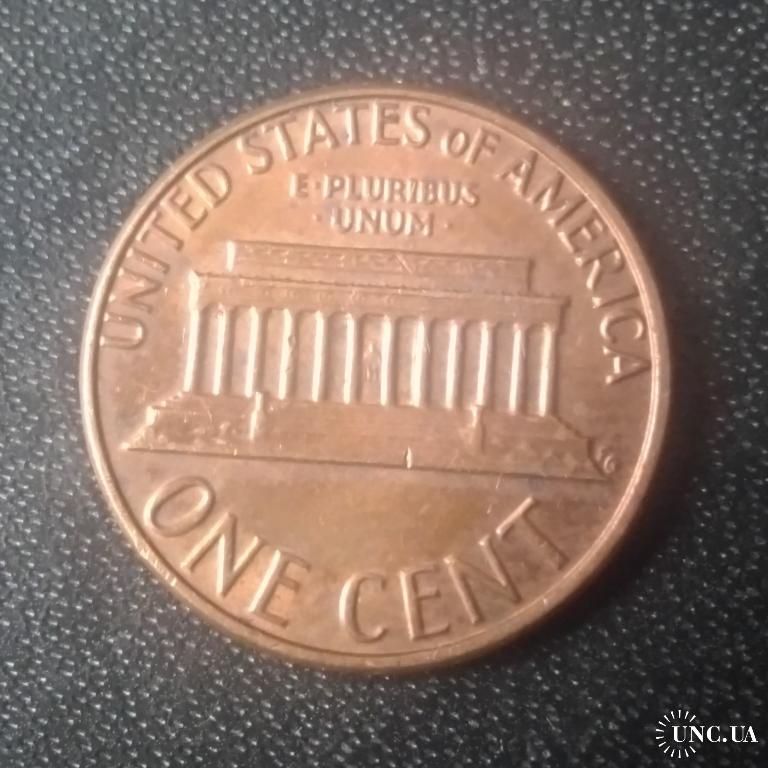 UNITED STATES OF AMERICA
E·PLURIBUS
·UNUM·
ONE CENT
UNC.UA